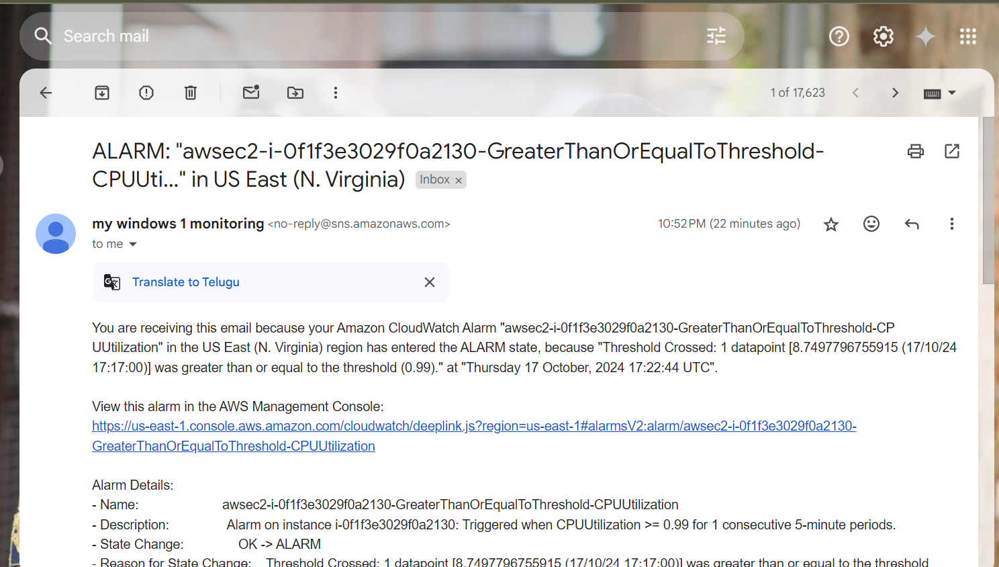 Search mail
1 of 17,623
ALARM: "awsec2-i-0f1f3e3029f0a2130-GreaterThanOrEqualToThreshold-
CPUUti..." in US East (N. Virginia) Inbox ×
my windows 1 monitoring <no-reply@sns.amazonaws.com> 10:52 PM (22 minutes ago)
to me
Translate to Telugu
You are receiving this email because your Amazon CloudWatch Alarm "awsec2-i-0f1f3e3029f0a2130-GreaterThanOrEqualToThreshold-CP
UUtilization" in the US East (N. Virginia) region has entered the ALARM state, because "Threshold Crossed: 1 datapoint [8.7497796755915 (17/10/24
17:17:00)] was greater than or equal to the threshold (0.99)." at "Thursday 17 October, 2024 17:22:44 UTC".
View this alarm in the AWS Management Console:
https://us-east-1.console.aws.amazon.com/cloudwatch/deeplink.js?region=us-east-1#alarmsV2:alarm/awsec2-i-0f1f3e3029f0a2130-
GreaterThanOrEqualToThreshold-CPUUtilization
Alarm Details:
- Name: awsec2-i-0f1f3e3029f0a2130-GreaterThanOrEqualToThreshold-CPUUtilization
- Description: Alarm on instance i-0f1f3e3029f0a2130: Triggered when CPUUtilization >= 0.99 for 1 consecutive 5-minute periods.
- State Change: OK -> ALARM
- Reason for State Change: Threshold Crossed: 1 datapoint [8.7497796755915 (17/10/24 17:17:00)] was greater than or equal to the threshold